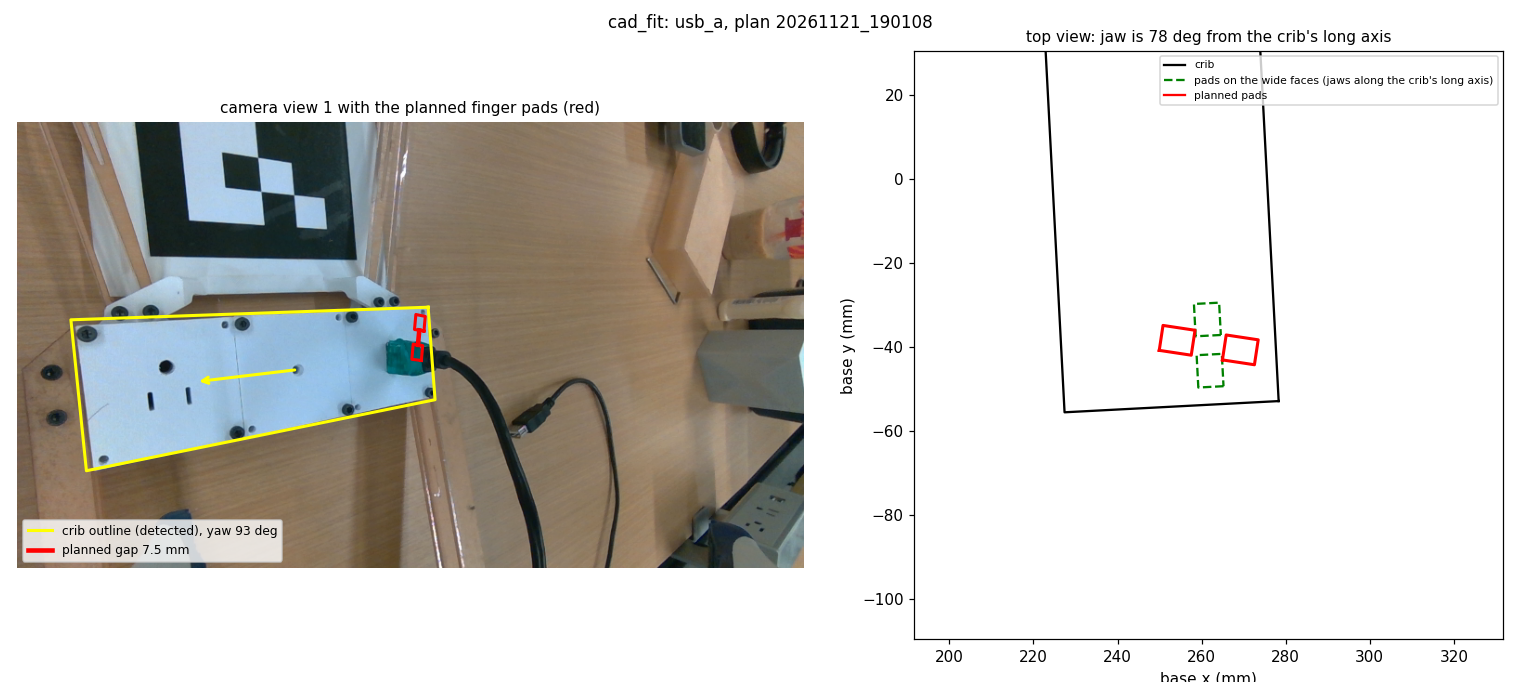 cad_fit: usb_a, plan 20261121_190108
camera view 1 with the planned finger pads (red)
crib outline (detected), yaw 93 deg
planned gap 7.5 mm
top view: jaw is 78 deg from the crib's long axis
crib
pads on the wide faces (jaws along the crib's long axis)
planned pads
base y (mm)
20
0
−20
−40
−60
−80
−100
200
220
240
260
280
300
320
base x (mm)